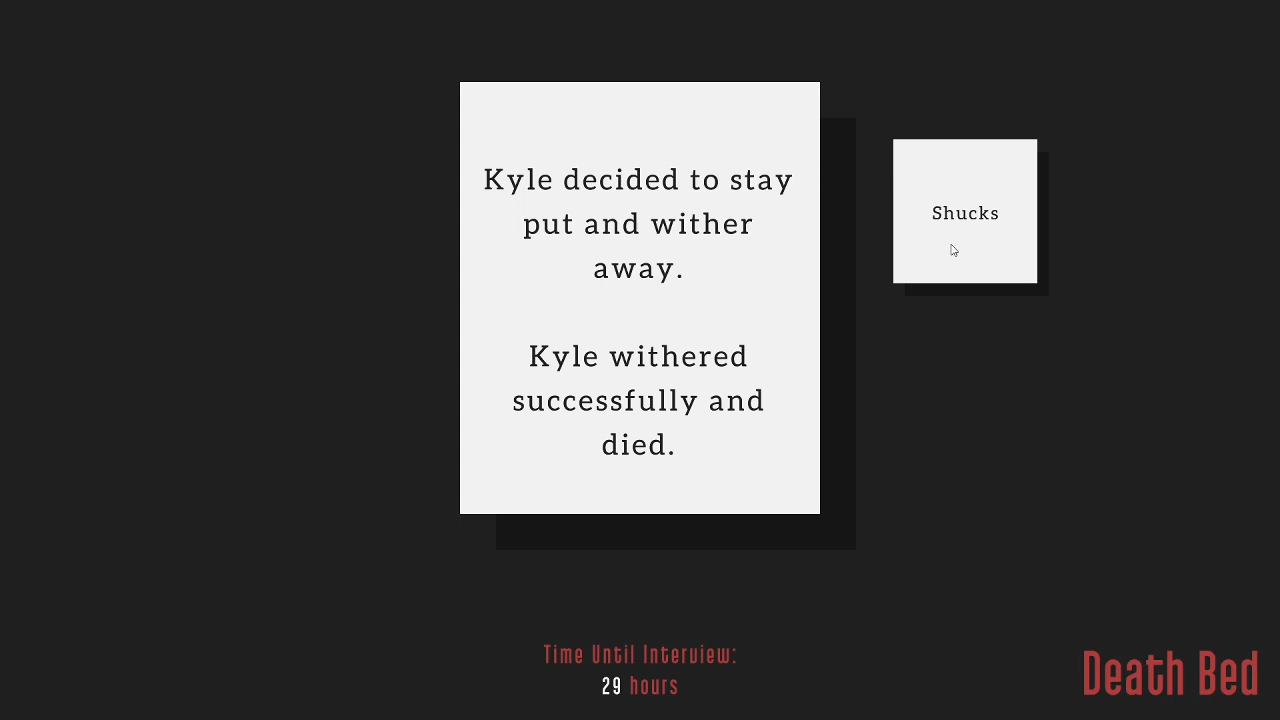 Kyle decided to stay
put and wither
away.
Kyle withered
successfully and
died.
Shucks
Time Until Interview:
29 hours
Death Bed